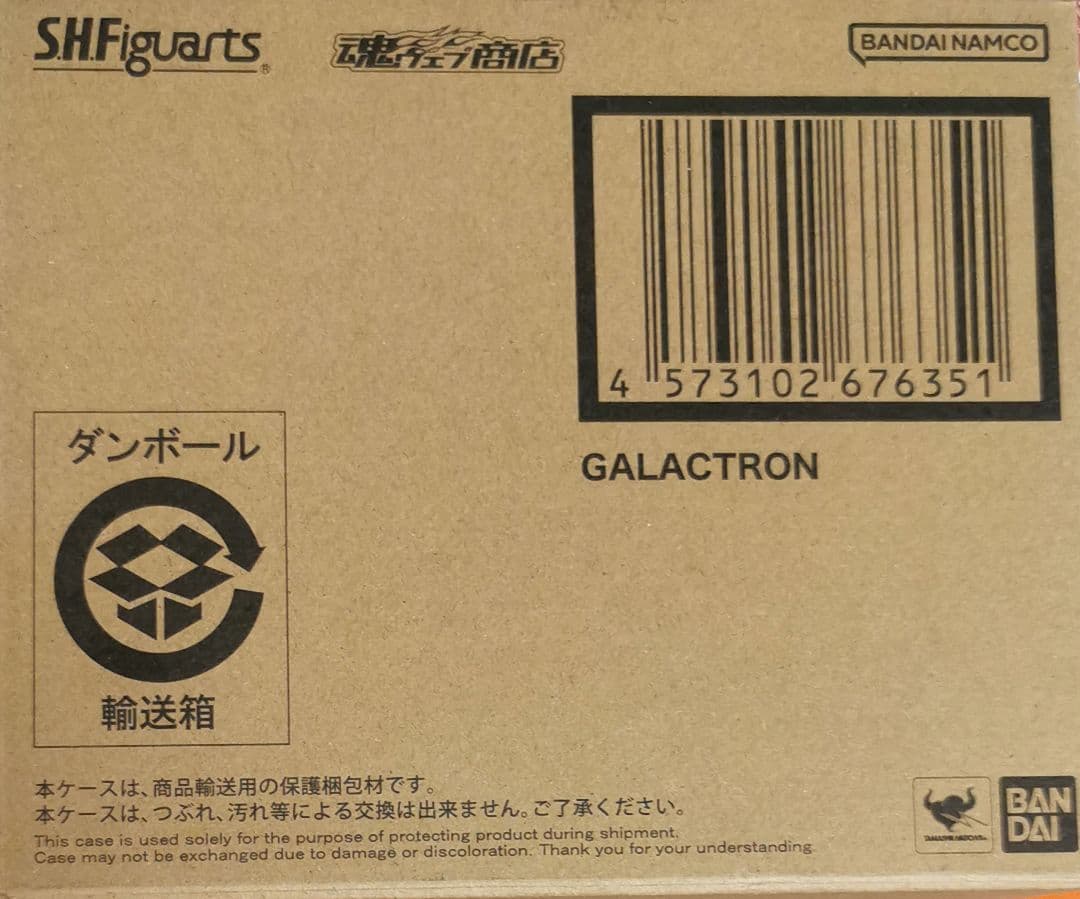 S.H.Figuarts®
魂ウェブ商店
BANDAI NAMCO
4 573102 676351
GALACTRON
ダンボール
輸送箱
本ケースは、商品輸送用の保護梱包材です。
本ケースは、つぶれ、汚れ等による交換は出来ません。ご了承ください。
This case is used solely for the purpose of protecting product during shipment.
Case may not be exchanged due to damage or discoloration. Thank you for your understanding
TAMASHII NATIONS
BAN
DAI